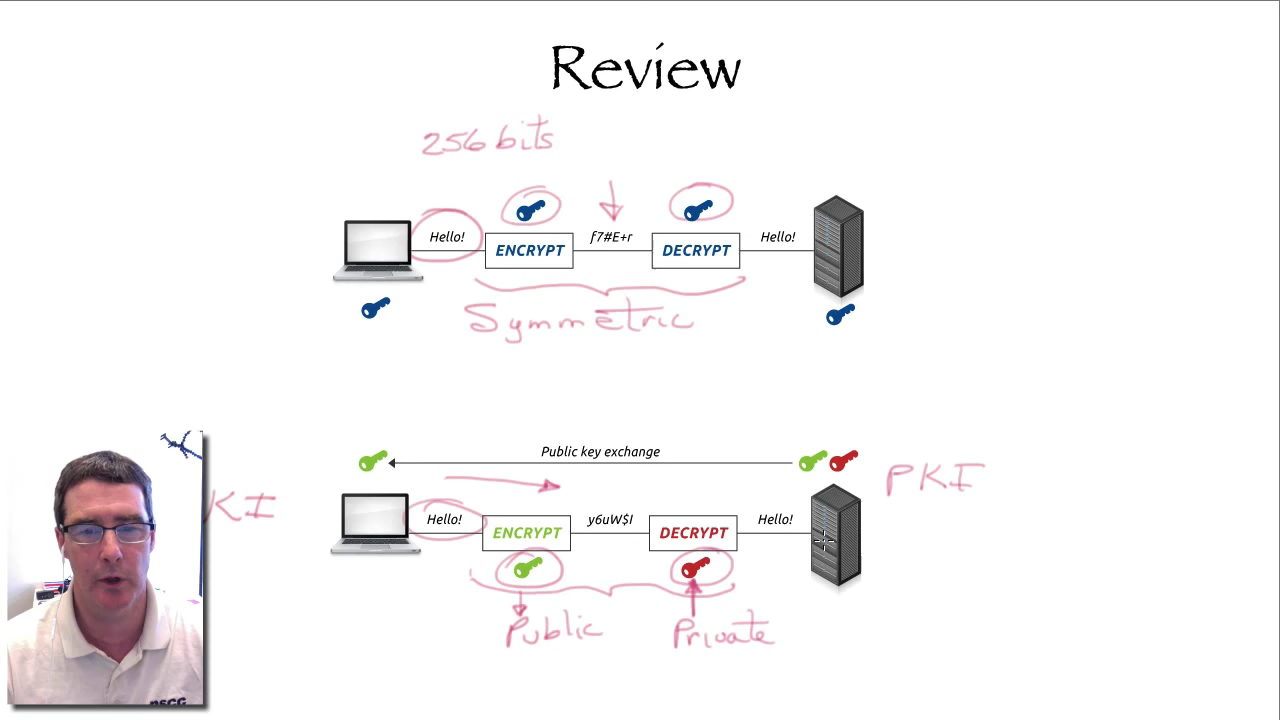 Review
256 bits
Hello!
ENCRYPT
f7#E+r
DECRYPT
Hello!
Symmetric
Public key exchange
PKI
KI
Hello!
ENCRYPT
y6uW$I
DECRYPT
Hello!
Public
Private